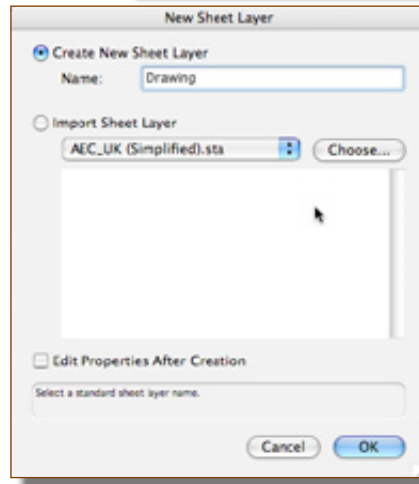 New Sheet Layer
Create New Sheet Layer
Name: Drawing
Import Sheet Layer
AEC_UK (Simplified).sta Choose...
Edit Properties After Creation
Select a standard sheet layer name.
Cancel OK